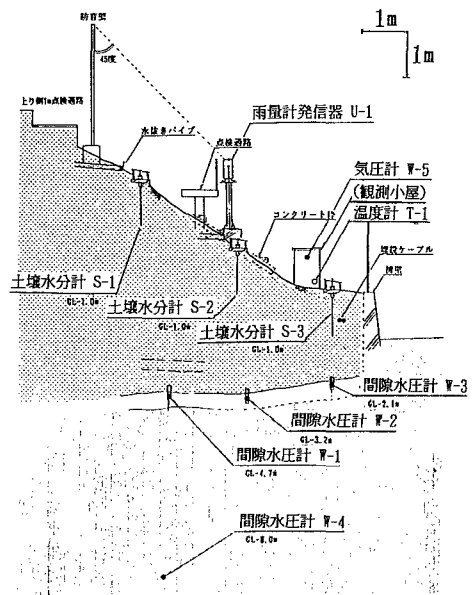 防音壁
1m
1m
45度
上り側1m点検通路
水抜きパイプ
雨量計発信器 U-1
点検通路
気圧計 W-5
(観測小屋)
温度計 T-1
コンクリート
埋設ケーブル
擁壁
土壌水分計 S-1
GL-1.0m
土壌水分計 S-2
GL-1.0m
土壌水分計 S-3
GL-1.0m
間隙水圧計 W-3
GL-2.1m
間隙水圧計 W-2
GL-3.2m
間隙水圧計 W-1
GL-4.7m
間隙水圧計 W-4
GL-8.0m